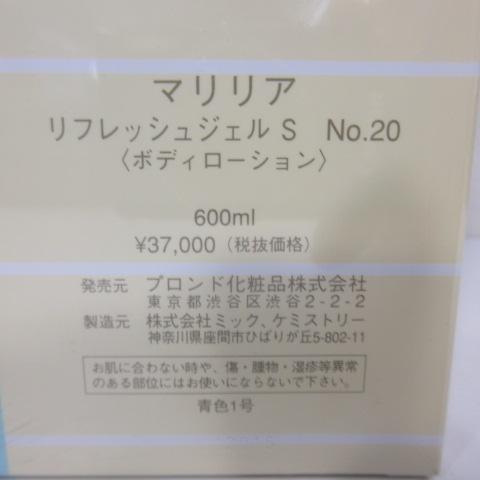 マリリア
リフレッシュジェル S　No.20
〈ボディローション〉
600ml
¥37,000（税抜価格）
発売元　ブロンド化粧品株式会社
東京都渋谷区渋谷2-2-2
製造元　株式会社ミック、ケミストリー
神奈川県座間市ひばりが丘5-802-11
お肌に合わない時や、傷・腫物・湿疹等異常
のある部位にはお使いにならないで下さい。
青色1号